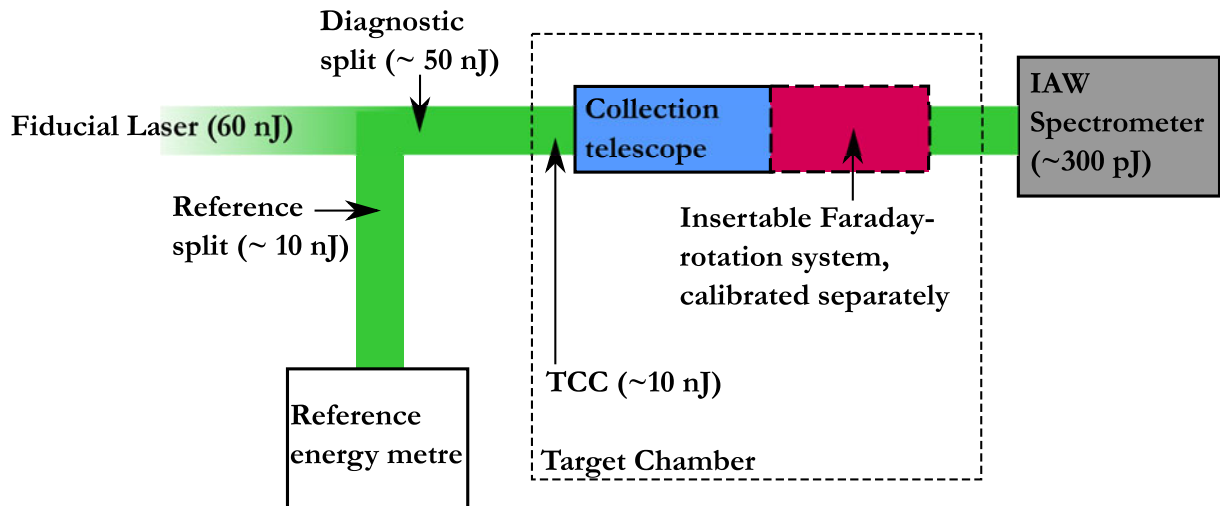 Diagnostic
split (~ 50 nJ)
Fiducial Laser (60 nJ)
Collection
telescope
IAW
Spectrometer
(~300 pJ)
Reference
split (~ 10 nJ)
Insertable Faraday-
rotation system,
calibrated separately
TCC (~10 nJ)
Reference
energy metre
Target Chamber